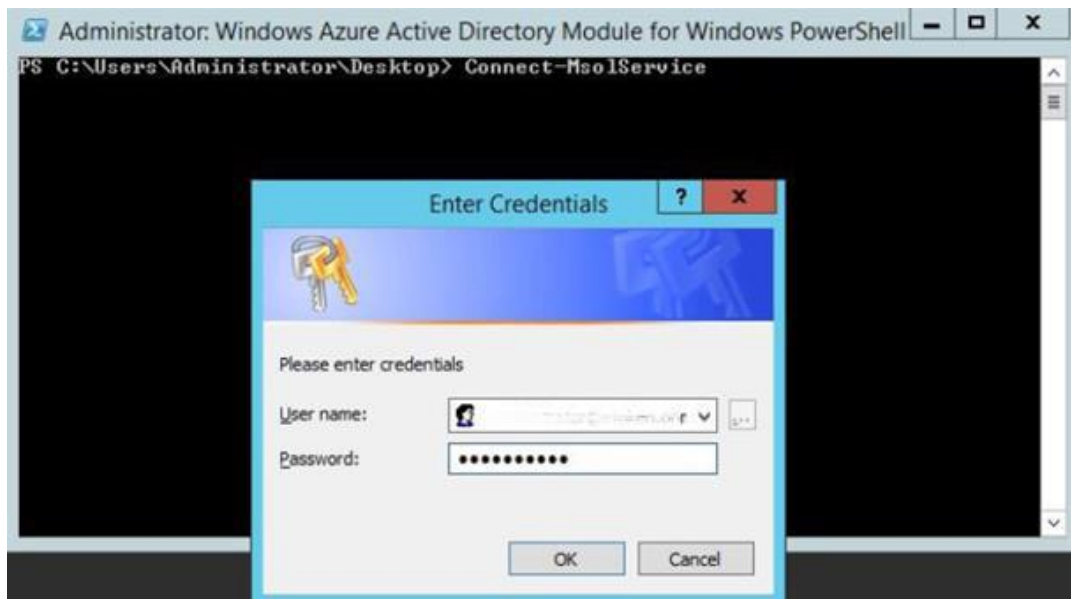 Administrator: Windows Azure Active Directory Module for Windows PowerShell
PS C:\Users\Administrator\Desktop> Connect-MsolService
Enter Credentials
Please enter credentials
User name:
Password: ••••••••••
OK Cancel